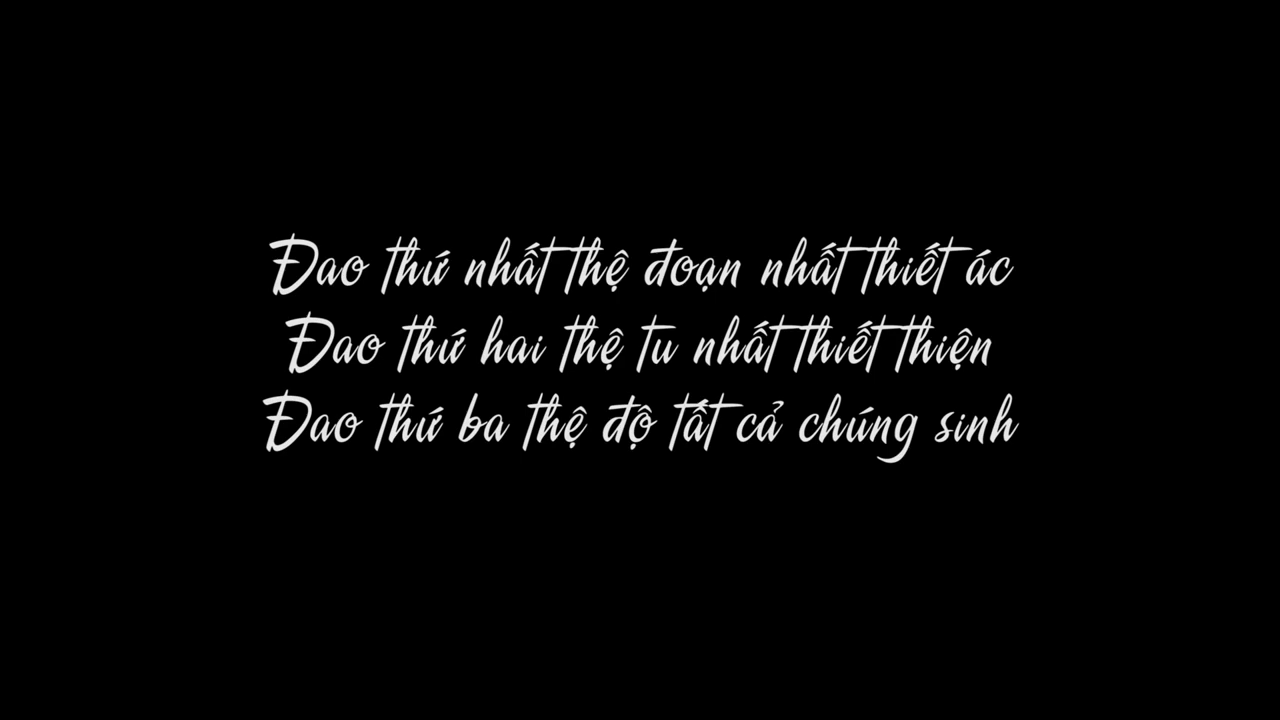 Đao thứ nhất thệ đoạn nhất thiết ác
Đao thứ hai thệ tu nhất thiết thiện
Đao thứ ba thệ độ tất cả chúng sinh